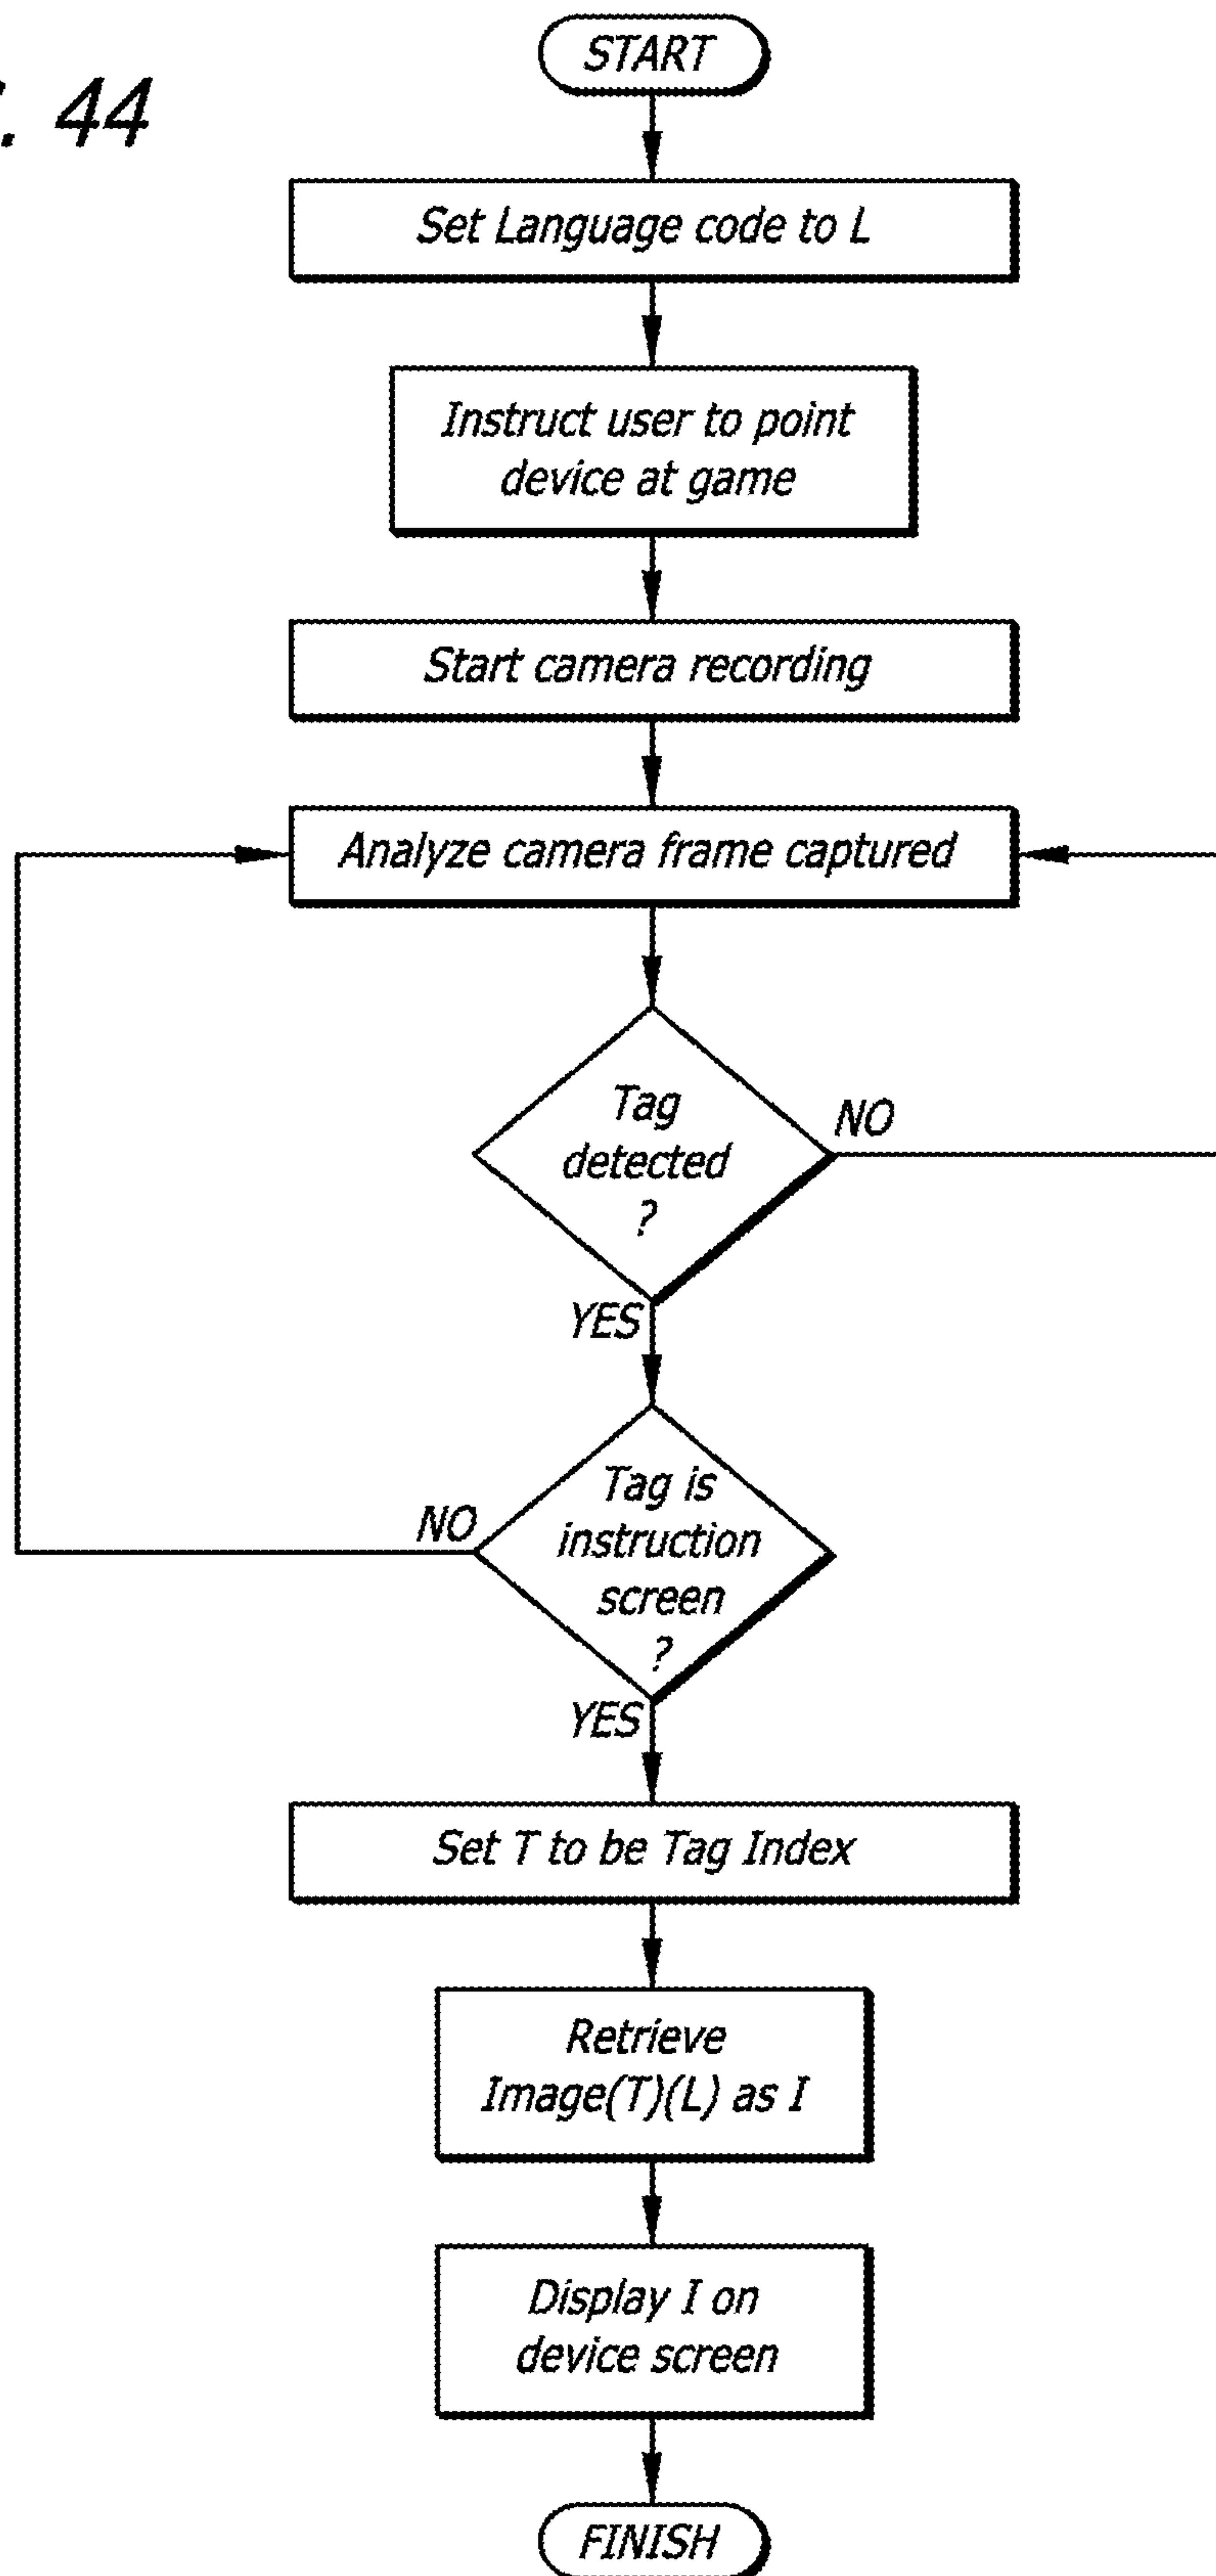 . 44
START
Set Language code to L
Instruct user to point
device at game
Start camera recording
Analyze camera frame captured
Tag
detected
?
NO
YES
Tag is
instruction
screen
?
NO
YES
Set T to be Tag Index
Retrieve
Image(T)(L) as I
Display I on
device screen
FINISH